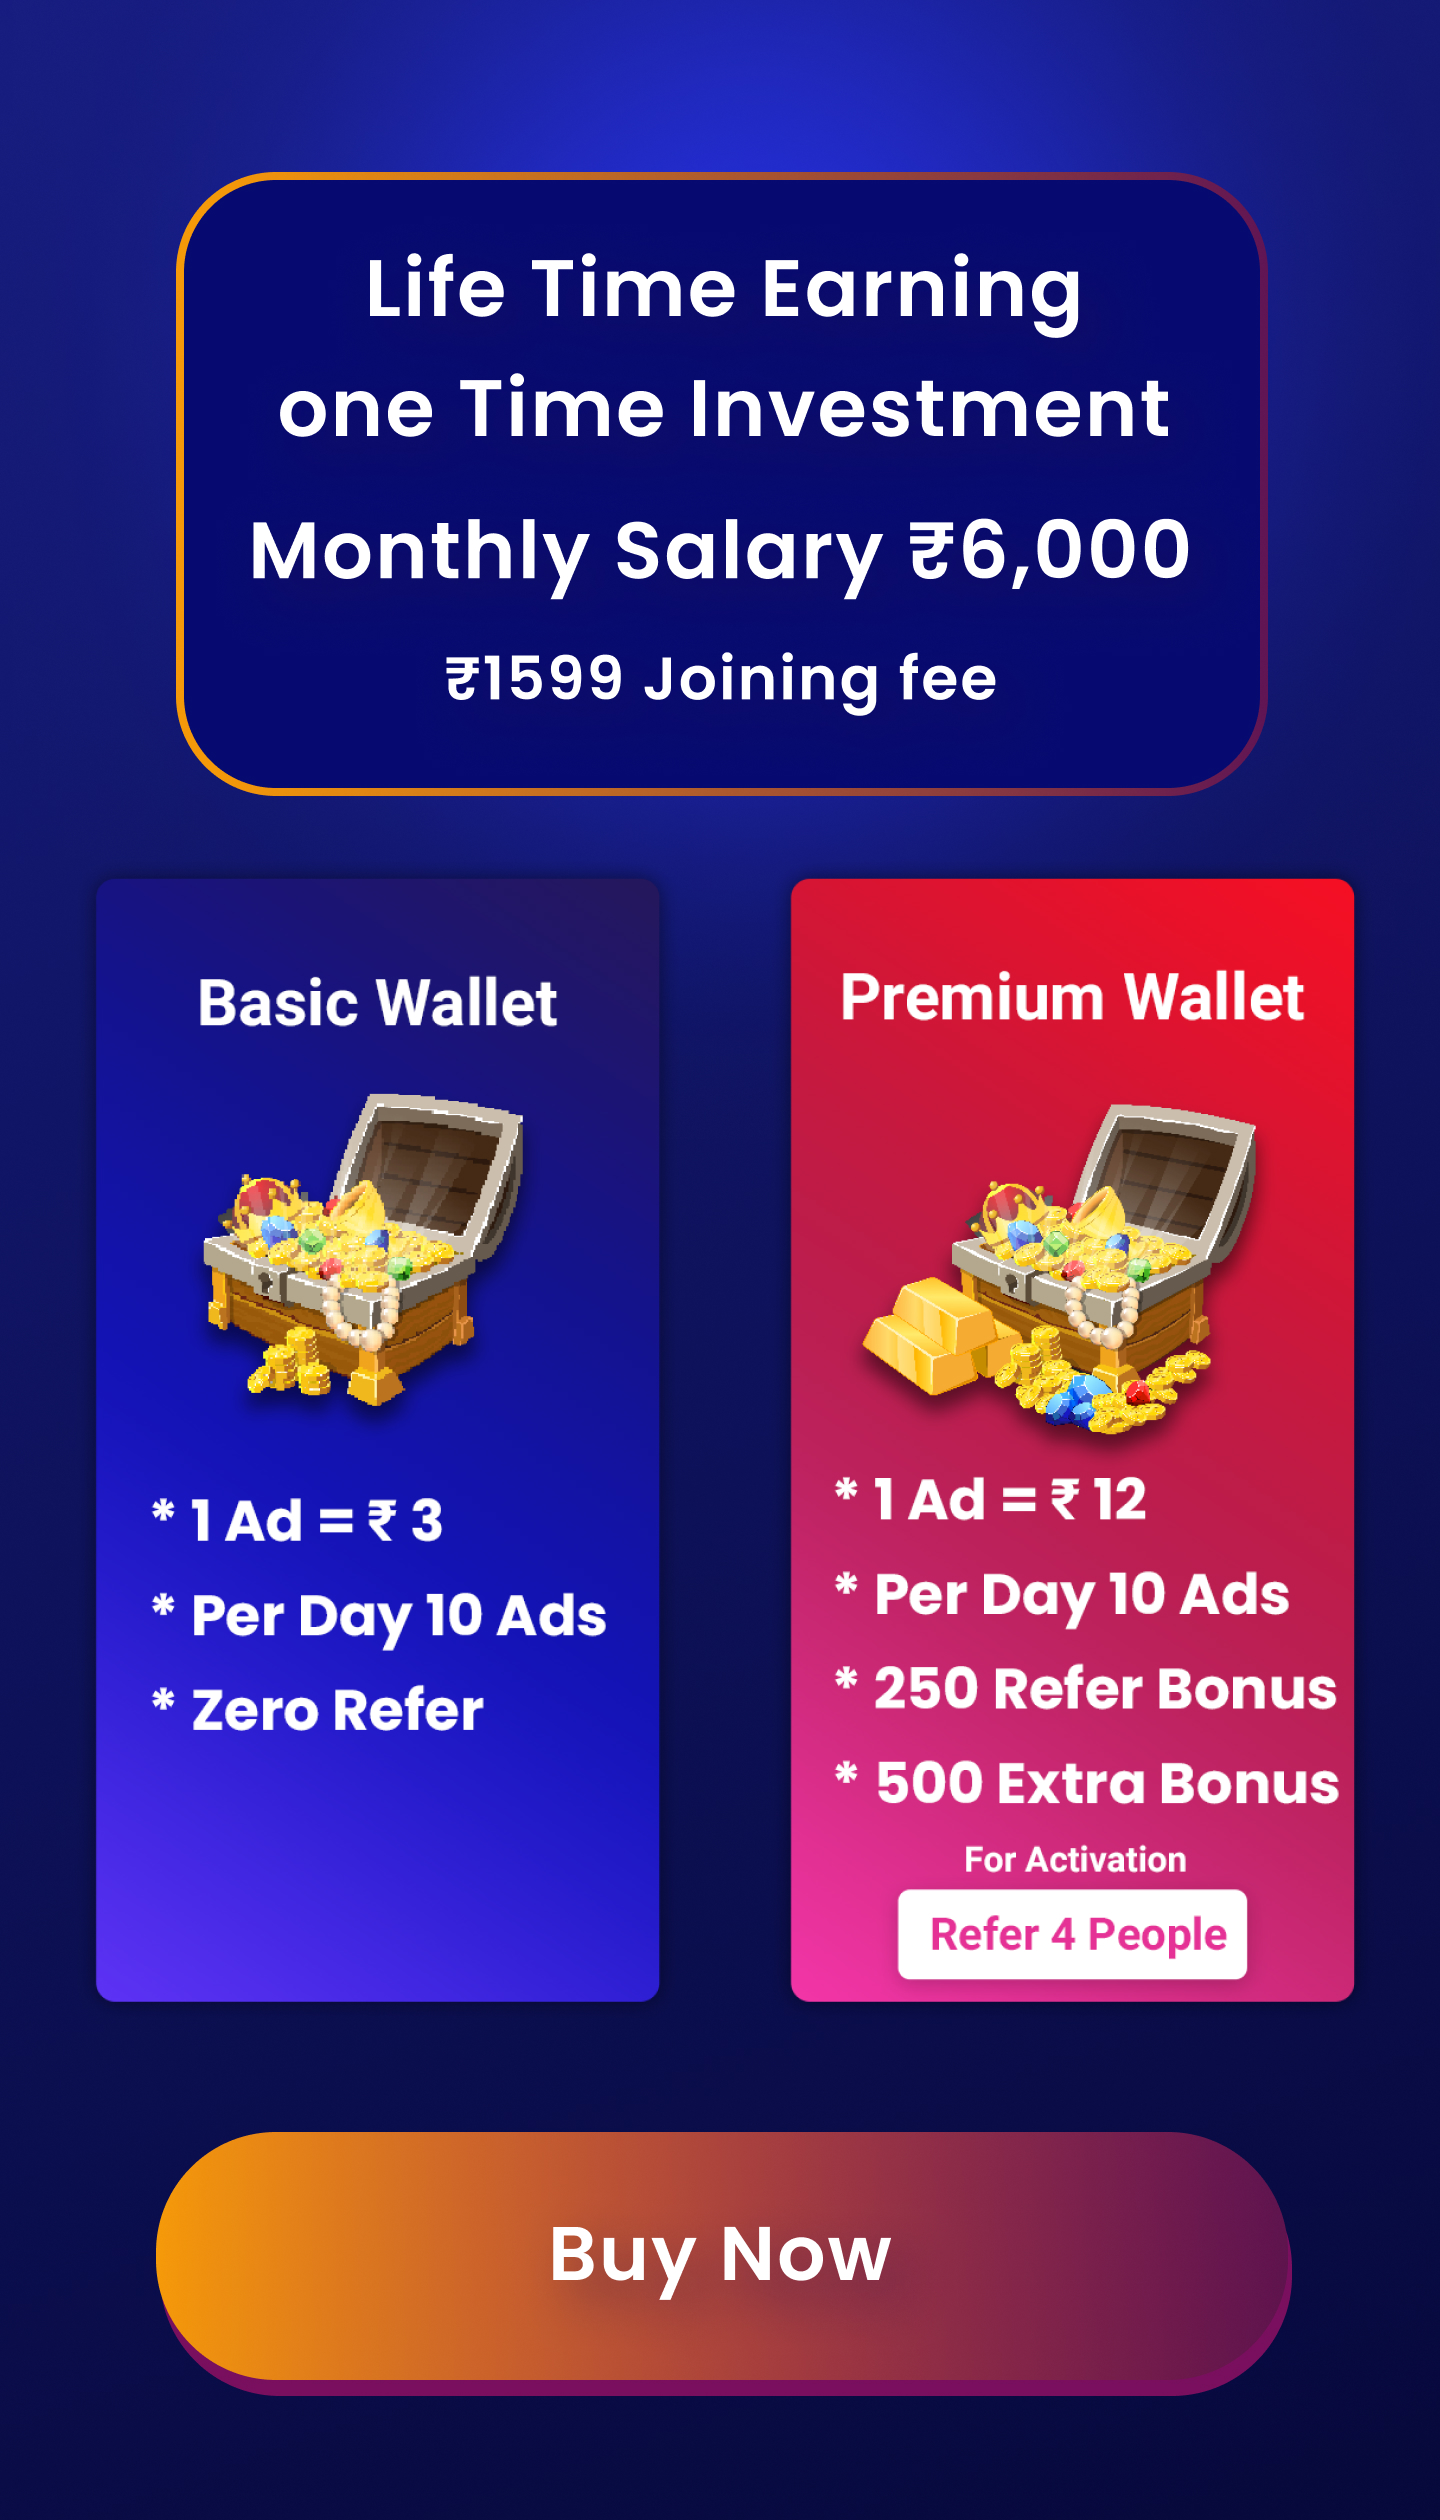 Life Time Earning
one Time Investment
Monthly Salary ₹6,000
₹1599 Joining fee
Basic Wallet
* 1 Ad = ₹ 3
* Per Day 10 Ads
* Zero Refer
Premium Wallet
* 1 Ad = ₹ 12
* Per Day 10 Ads
* 250 Refer Bonus
* 500 Extra Bonus
For Activation
Refer 4 People
Buy Now